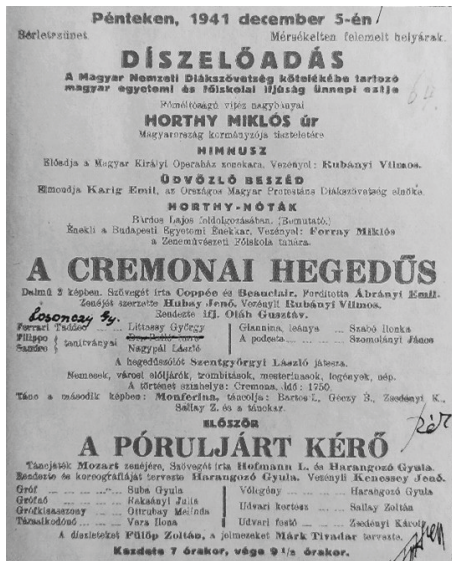 Pénteken, 1941 december 5-én
Bérletszünet. Mérsékelten felemelt helyárak.
DÍSZELŐADÁS
A Magyar Nemzeti Diákszövetség kötelékébe tartozó
magyar egyetemi és főiskolai ifjúság ünnepi estje
Főméltóságú vitéz nagybányai
HORTHY MIKLÓS úr
Magyarország kormányzója tiszteletére
HIMNUSZ
Előadja a Magyar Királyi Operaház zenekara. Vezényel: Rubányi Vilmos.
ÜDVÖZLŐ BESZÉD
Elmondja Karig Emil, az Országos Magyar Protestáns Diákszövetség elnöke.
HORTHY-NÓTÁK
Bárdos Lajos földolgozásában. (Bemutató.)
Énekli a Budapesti Egyetemi Énekkar. Vezényel: Forray Miklós
a Zeneművészeti Főiskola tanára.
A CREMONAI HEGEDŰS
Dalmű 2 képben. Szövegét írta Coppée és Beauclair. Fordította Ábrányi Emil.
Zenéjét szerzette Hubay Jenő. Vezényli Rubányi Vilmos.
Rendezte ifj. Oláh Gusztáv.
Losonczy Gy.
Ferrari Taddeo Littassy György Giannina, leánya Szabó Ilonka
Filippo A podesta Somolányi János
Sandro } tanítványai Nagypál László
A hegedűszólót Szentgyörgyi László játssza.
Nemesek, városi elöljárók, trombitások, mesterinasok, legények, nép.
A történet színhelye: Cremona. Idő: 1750.
Tánc a második képben: Monferina, táncolja: Bartos I., Géczy É., Zsedényi K.,
Sallay Z. és a tánckar.
ELŐSZÖR
A PÓRULJÁRT KÉRŐ
Táncjáték Mozart zenéjére. Szövegét írta Hofmann L. és Harangozó Gyula.
Rendezte és koreográfiáját tervezte Harangozó Gyula. Vezényli Kenessey Jenő.
Gróf Suba Gyula Vőlegény Harangozó Gyula
Grófnő Raksányi Julia Udvari kertész Sallay Zoltán
Grófkisasszony Ottrubay Melinda
Társalkodónő Vera Ilona Udvari festő Zsedényi Károly
A díszleteket Fülöp Zoltán, a jelmezeket Márk Tivadar tervezte.
Kezdete 7 órakor, vége 9½ órakor.